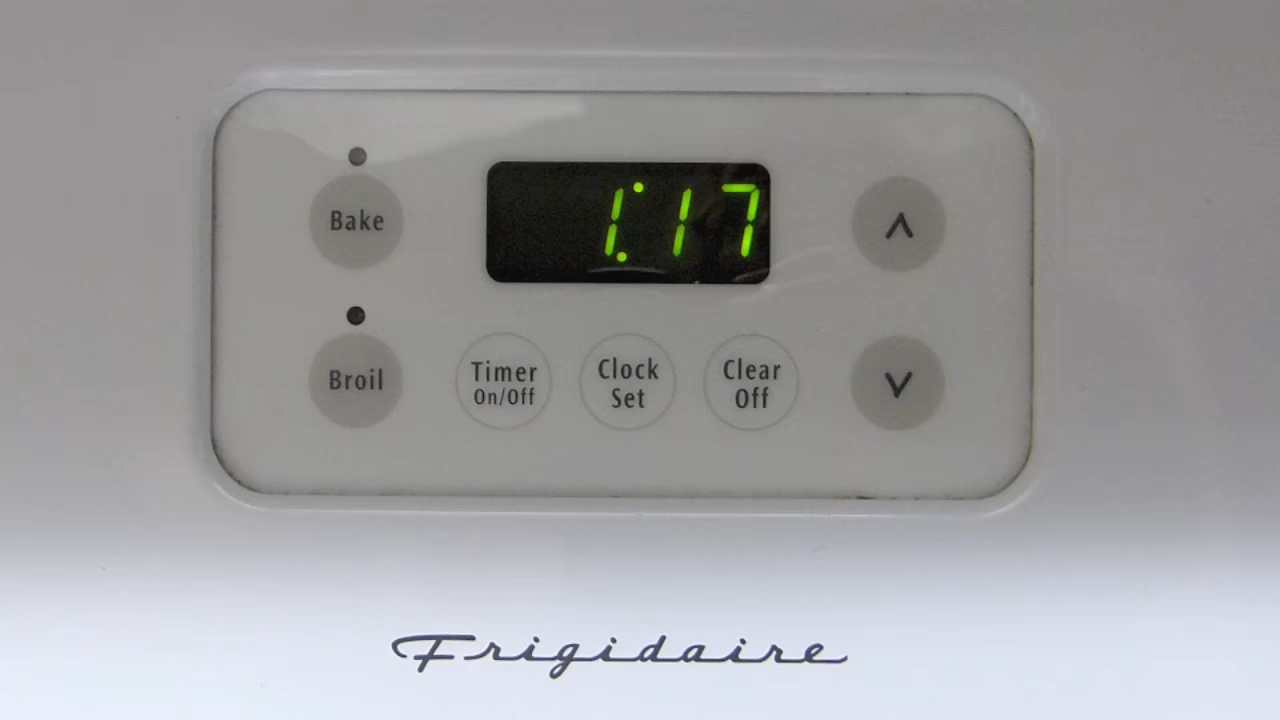 1:17
Bake
Broil
Timer
On/Off
Clock
Set
Clear
Off
Frigidaire